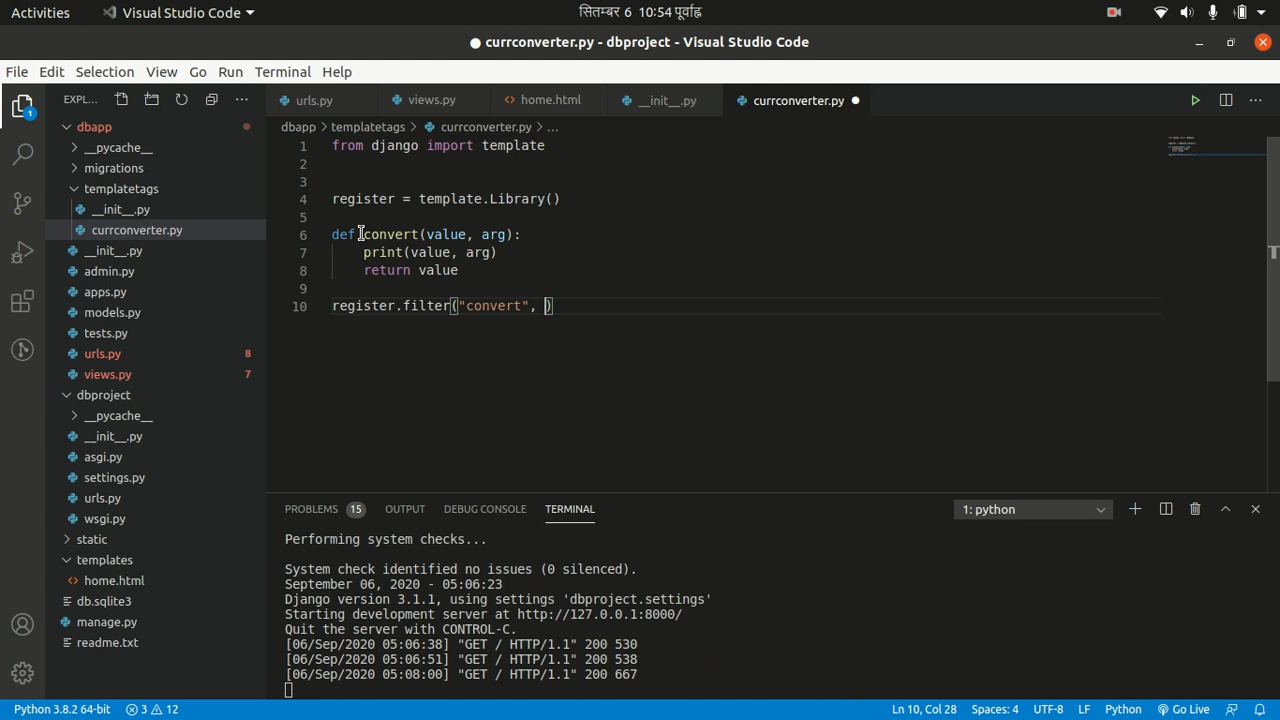 Activities Visual Studio Code सितम्बर 6 10:54 पूर्वाह्न
● currconverter.py - dbproject - Visual Studio Code
File Edit Selection View Go Run Terminal Help
EXPL... urls.py views.py home.html __init__.py currconverter.py
1
dbapp
__pycache__
migrations
templatetags
__init__.py
currconverter.py
__init__.py
admin.py
apps.py
models.py
tests.py
urls.py 8
views.py 7
dbproject
__pycache__
__init__.py
asgi.py
settings.py
urls.py
wsgi.py
static
templates
home.html
db.sqlite3
manage.py
readme.txt
dbapp > templatetags > currconverter.py > ...
1 from django import template
2
3
4 register = template.Library()
5
6 def convert(value, arg):
7 print(value, arg)
8 return value
9
10 register.filter("convert", )
PROBLEMS 15 OUTPUT DEBUG CONSOLE TERMINAL 1: python
Performing system checks...
System check identified no issues (0 silenced).
September 06, 2020 - 05:06:23
Django version 3.1.1, using settings 'dbproject.settings'
Starting development server at http://127.0.0.1:8000/
Quit the server with CONTROL-C.
[06/Sep/2020 05:06:38] "GET / HTTP/1.1" 200 530
[06/Sep/2020 05:06:51] "GET / HTTP/1.1" 200 538
[06/Sep/2020 05:08:00] "GET / HTTP/1.1" 200 667
Python 3.8.2 64-bit 3 12 Ln 10, Col 28 Spaces: 4 UTF-8 LF Python Go Live